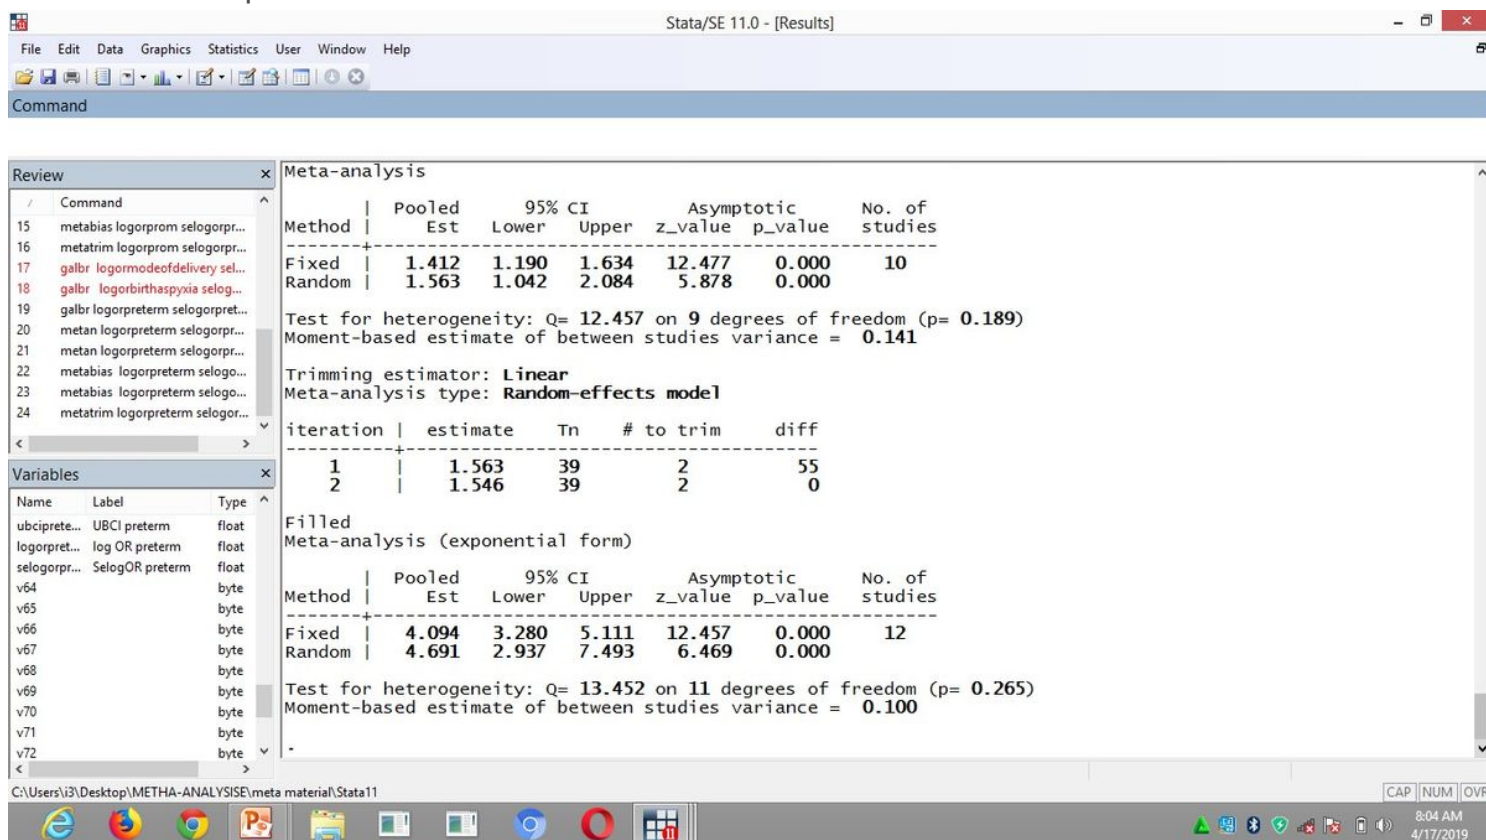 Stata/SE 11.0 - [Results]
File Edit Data Graphics Statistics User Window Help
Command
Review
/ Command
15 metabias logorprom selogorpr...
16 metatrim logorprom selogorpr...
17 galbr logormodeofdelivery sel...
18 galbr logorbirthaspyxia selog...
19 galbr logorpreterm selogorpret...
20 metan logorpreterm selogorpr...
21 metan logorpreterm selogorpr...
22 metabias logorpreterm selogo...
23 metabias logorpreterm selogo...
24 metatrim logorpreterm selogor...
Variables
Name Label Type
ubciprete... UBCI preterm float
logorpret... log OR preterm float
selogorpr... SelogOR preterm float
v64 byte
v65 byte
v66 byte
v67 byte
v68 byte
v69 byte
v70 byte
v71 byte
v72 byte
Meta-analysis
| Pooled 95% CI Asymptotic No. of
Method | Est Lower Upper z_value p_value studies
-------+----------------------------------------------------
Fixed | 1.412 1.190 1.634 12.477 0.000 10
Random | 1.563 1.042 2.084 5.878 0.000
Test for heterogeneity: Q= 12.457 on 9 degrees of freedom (p= 0.189)
Moment-based estimate of between studies variance = 0.141
Trimming estimator: Linear
Meta-analysis type: Random-effects model
iteration | estimate Tn # to trim diff
----------+--------------------------------------
1 | 1.563 39 2 55
2 | 1.546 39 2 0
Filled
Meta-analysis (exponential form)
| Pooled 95% CI Asymptotic No. of
Method | Est Lower Upper z_value p_value studies
-------+----------------------------------------------------
Fixed | 4.094 3.280 5.111 12.457 0.000 12
Random | 4.691 2.937 7.493 6.469 0.000
Test for heterogeneity: Q= 13.452 on 11 degrees of freedom (p= 0.265)
Moment-based estimate of between studies variance = 0.100
.
C:\Users\i3\Desktop\METHA-ANALYSISE\meta material\Stata11
CAP NUM OVR
8:04 AM
4/17/2019